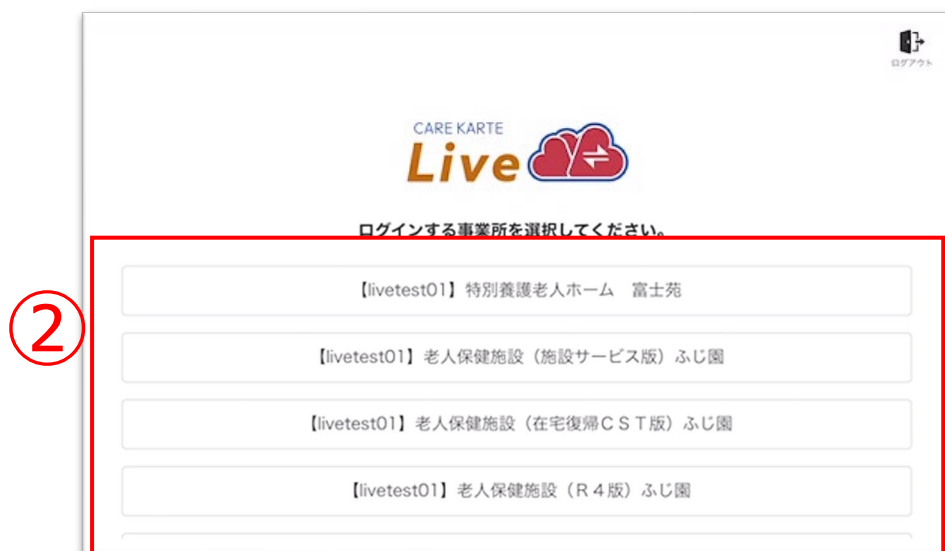 ログアウト
CARE KARTE
Live
ログインする事業所を選択してください。
②
【livetest01】特別養護老人ホーム　富士苑
【livetest01】老人保健施設（施設サービス版）ふじ園
【livetest01】老人保健施設（在宅復帰ＣＳＴ版）ふじ園
【livetest01】老人保健施設（Ｒ４版）ふじ園